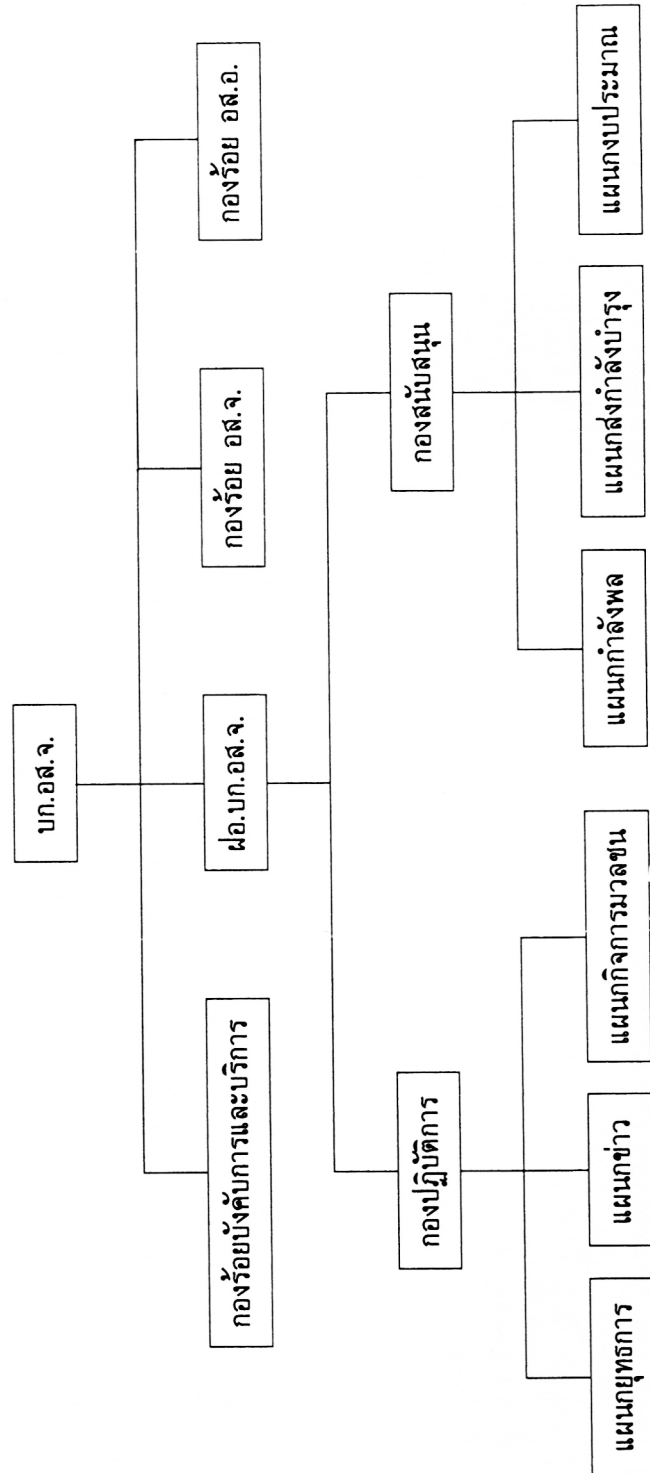 บก.อส.จ.
กองร้อยบังคับการและบริการ
ฝอ.บก.อส.จ.
กองร้อย อส.จ.
กองร้อย อส.อ.
กองปฏิบัติการ
กองสนับสนุน
แผนกยุทธการ
แผนกข่าว
แผนกกิจการมวลชน
แผนกกำลังพล
แผนกส่งกำลังบำรุง
แผนกงบประมาณ